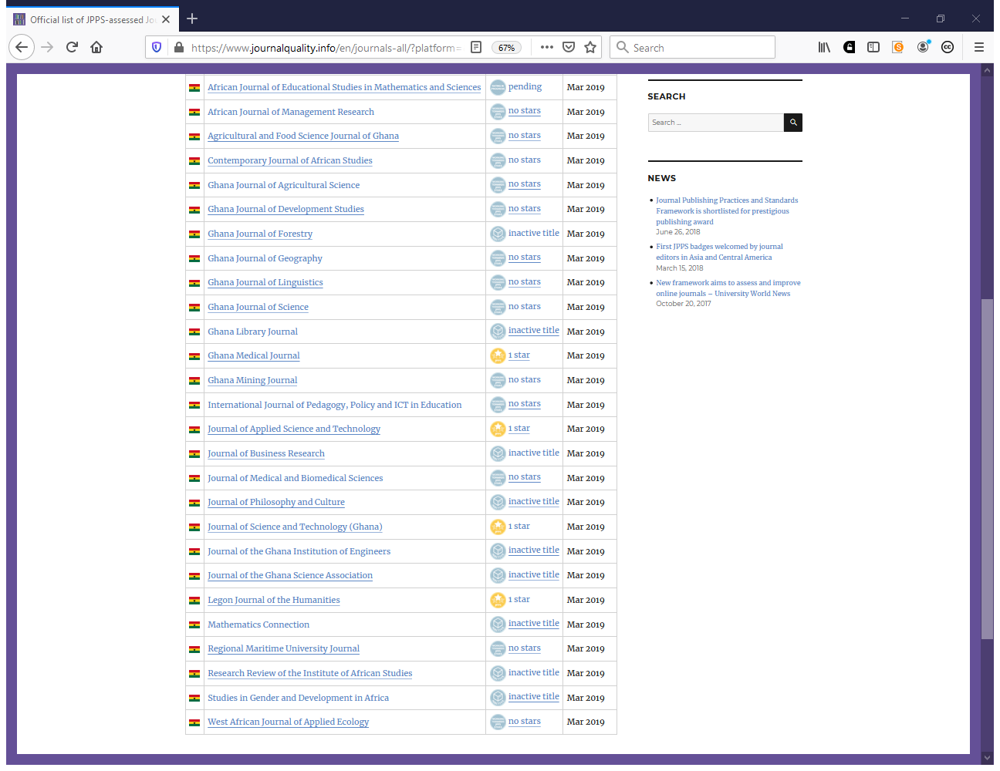 Official list of JPPS-assessed Jo
https://www.journalquality.info/en/journals-all/?platform=
67%
Search
African Journal of Educational Studies in Mathematics and Sciences pending Mar 2019
African Journal of Management Research no stars Mar 2019
Agricultural and Food Science Journal of Ghana no stars Mar 2019
Contemporary Journal of African Studies no stars Mar 2019
Ghana Journal of Agricultural Science no stars Mar 2019
Ghana Journal of Development Studies no stars Mar 2019
Ghana Journal of Forestry inactive title Mar 2019
Ghana Journal of Geography no stars Mar 2019
Ghana Journal of Linguistics no stars Mar 2019
Ghana Journal of Science no stars Mar 2019
Ghana Library Journal inactive title Mar 2019
Ghana Medical Journal 1 star Mar 2019
Ghana Mining Journal no stars Mar 2019
International Journal of Pedagogy, Policy and ICT in Education no stars Mar 2019
Journal of Applied Science and Technology 1 star Mar 2019
Journal of Business Research inactive title Mar 2019
Journal of Medical and Biomedical Sciences no stars Mar 2019
Journal of Philosophy and Culture inactive title Mar 2019
Journal of Science and Technology (Ghana) 1 star Mar 2019
Journal of the Ghana Institution of Engineers inactive title Mar 2019
Journal of the Ghana Science Association inactive title Mar 2019
Legon Journal of the Humanities 1 star Mar 2019
Mathematics Connection inactive title Mar 2019
Regional Maritime University Journal no stars Mar 2019
Research Review of the Institute of African Studies inactive title Mar 2019
Studies in Gender and Development in Africa inactive title Mar 2019
West African Journal of Applied Ecology no stars Mar 2019
SEARCH
Search ...
NEWS
Journal Publishing Practices and Standards
Framework is shortlisted for prestigious
publishing award
June 26, 2018
First JPPS badges welcomed by journal
editors in Asia and Central America
March 15, 2018
New framework aims to assess and improve
online journals – University World News
October 20, 2017